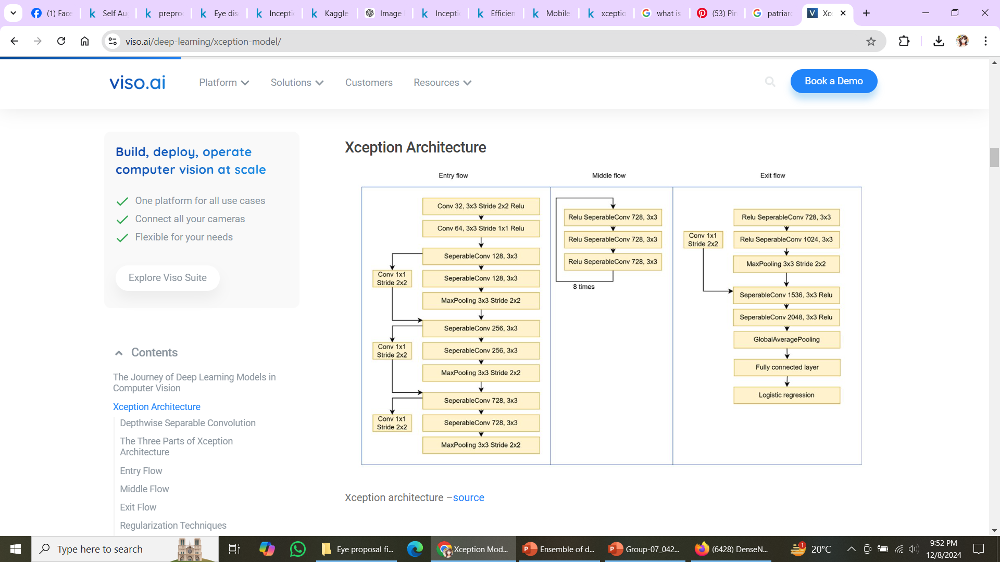 (1) Face
Self Au
prepro
Eye dis
Incepti
Kaggle
Image
Incepti
Efficien
Mobile
xceptio
what is
(53) Pin
patriar
Xc
viso.ai/deep-learning/xception-model/
viso.ai
Platform
Solutions
Customers
Resources
Book a Demo
Build, deploy, operate
computer vision at scale
One platform for all use cases
Connect all your cameras
Flexible for your needs
Explore Viso Suite
Contents
The Journey of Deep Learning Models in
Computer Vision
Xception Architecture
Depthwise Separable Convolution
The Three Parts of Xception
Architecture
Entry Flow
Middle Flow
Exit Flow
Regularization Techniques
Xception Architecture
Entry flow
Conv 32, 3x3 Stride 2x2 Relu
Conv 64, 3x3 Stride 1x1 Relu
SeperableConv 128, 3x3
Conv 1x1
Stride 2x2
SeperableConv 128, 3x3
MaxPooling 3x3 Stride 2x2
SeperableConv 256, 3x3
Conv 1x1
Stride 2x2
SeperableConv 256, 3x3
MaxPooling 3x3 Stride 2x2
SeperableConv 728, 3x3
Conv 1x1
Stride 2x2
SeperableConv 728, 3x3
MaxPooling 3x3 Stride 2x2
Middle flow
Relu SeperableConv 728, 3x3
Relu SeperableConv 728, 3x3
Relu SeperableConv 728, 3x3
8 times
Exit flow
Relu SeperableConv 728, 3x3
Conv 1x1
Stride 2x2
Relu SeperableConv 1024, 3x3
MaxPooling 3x3 Stride 2x2
SeperableConv 1536, 3x3 Relu
SeperableConv 2048, 3x3 Relu
GlobalAveragePooling
Fully connected layer
Logistic regression
Xception architecture –source
Type here to search
Eye proposal fi...
Xception Mod...
Ensemble of d...
Group-07_042...
(6428) DenseN...
1
20°C
9:52 PM
12/8/2024